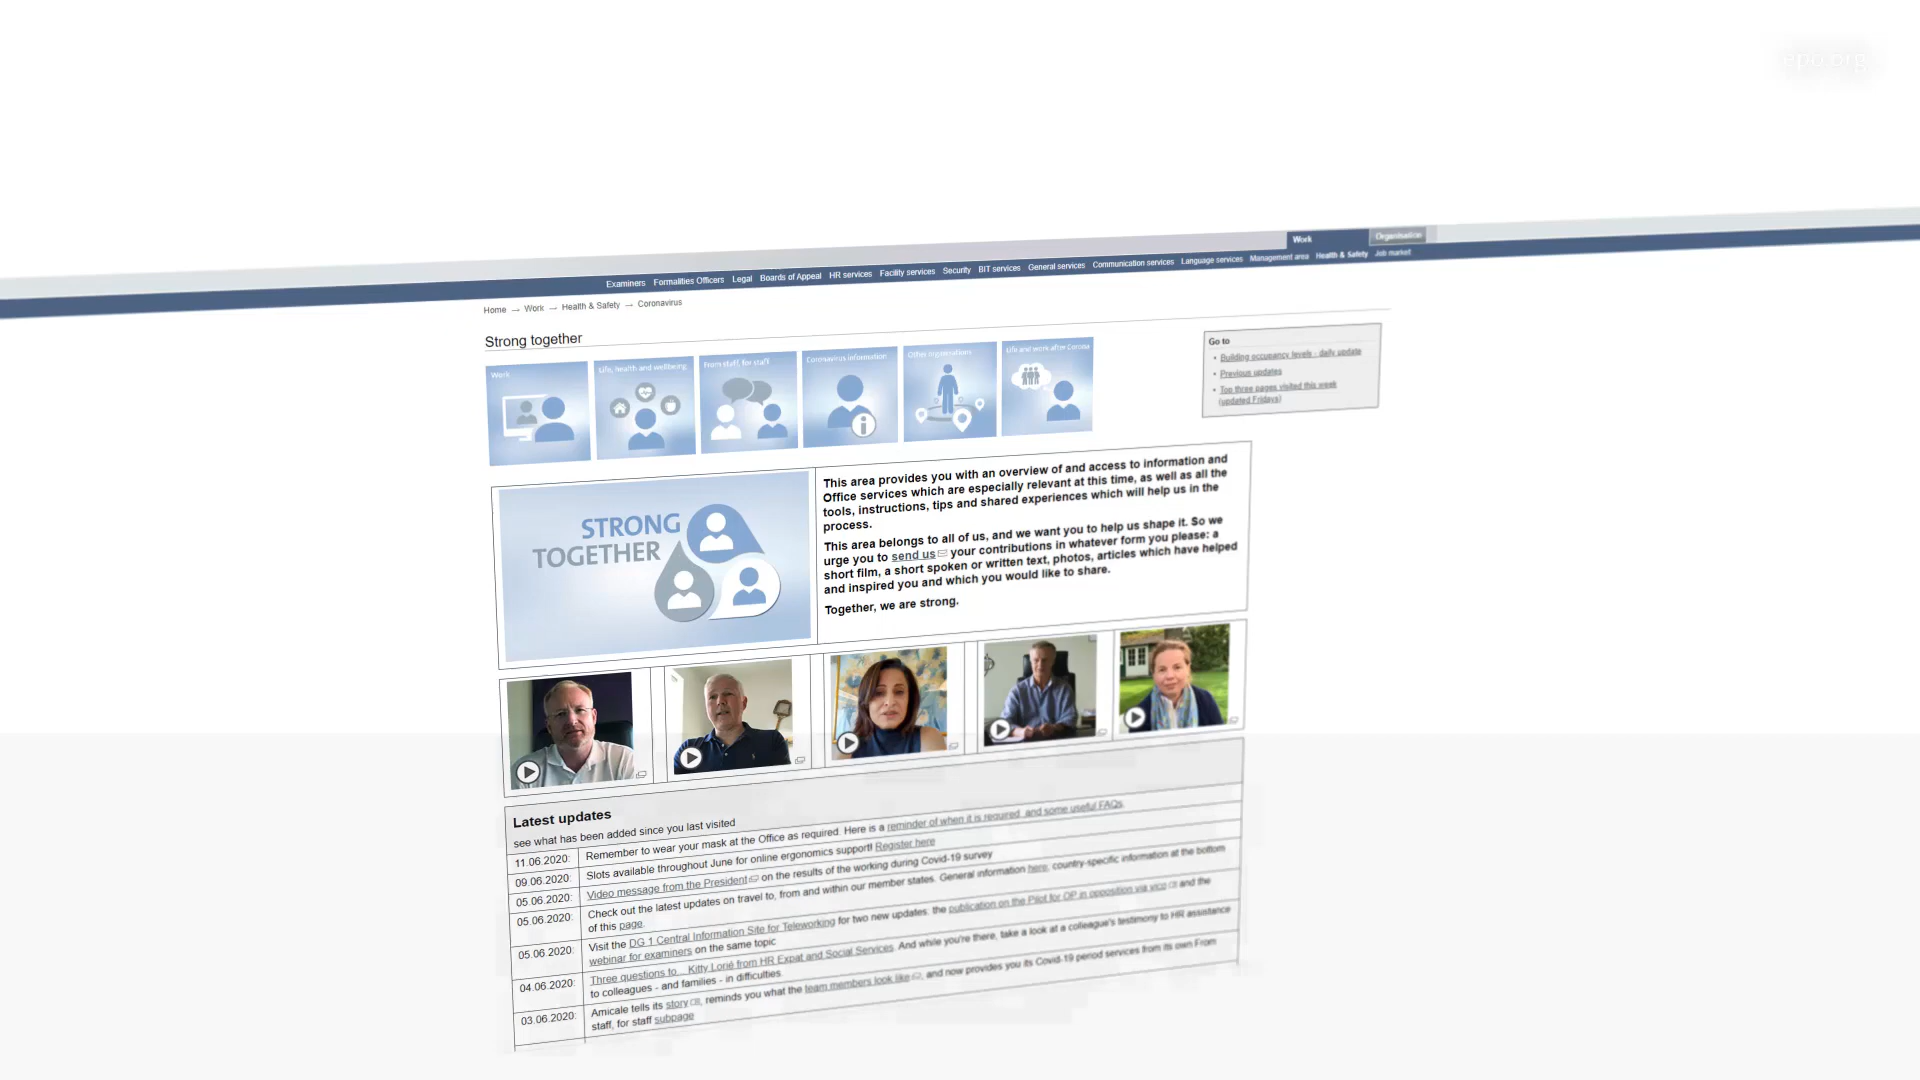 epo.org
Work
Organisation
Examiners Formalities Officers Legal Boards of Appeal HR services Facility services Security BIT services General services Communication services Language services Management area Health & Safety Job market
Home → Work → Health & Safety → Coronavirus
Strong together
Work
Life, health and wellbeing
From staff, for staff
Coronavirus information
Other organisations
Life and work after Corona
Go to
Building occupancy levels - daily update
Previous updates
Top three pages visited this week
(updated Fridays)
STRONG
TOGETHER
This area provides you with an overview of and access to information and
Office services which are especially relevant at this time, as well as all the
tools, instructions, tips and shared experiences which will help us in the
process.
This area belongs to all of us, and we want you to help us shape it. So we
urge you to send us your contributions in whatever form you please: a
short film, a short spoken or written text, photos, articles which have helped
and inspired you and which you would like to share.
Together, we are strong.
Latest updates
see what has been added since you last visited
11.06.2020: Remember to wear your mask at the Office as required. Here is a reminder of when it is required, and some useful FAQs.
09.06.2020: Slots available throughout June for online ergonomics support! Register here
05.06.2020: Video message from the President on the results of the working during Covid-19 survey
05.06.2020: Check out the latest updates on travel to, from and within our member states. General information here, country-specific information at the bottom
of this page.
05.06.2020: Visit the DG 1 Central Information Site for Teleworking for two new updates: the publication on the Pilot for OP in opposition via vico and the
webinar for examiners on the same topic
04.06.2020: Three questions to... Kitty Lorié from HR Expat and Social Services. And while you're there, take a look at a colleague's testimony to HR assistance
to colleagues - and families - in difficulties.
03.06.2020: Amicale tells its story, reminds you what the team members look like, and now provides you its Covid-19 period services from its own From
staff, for staff subpage